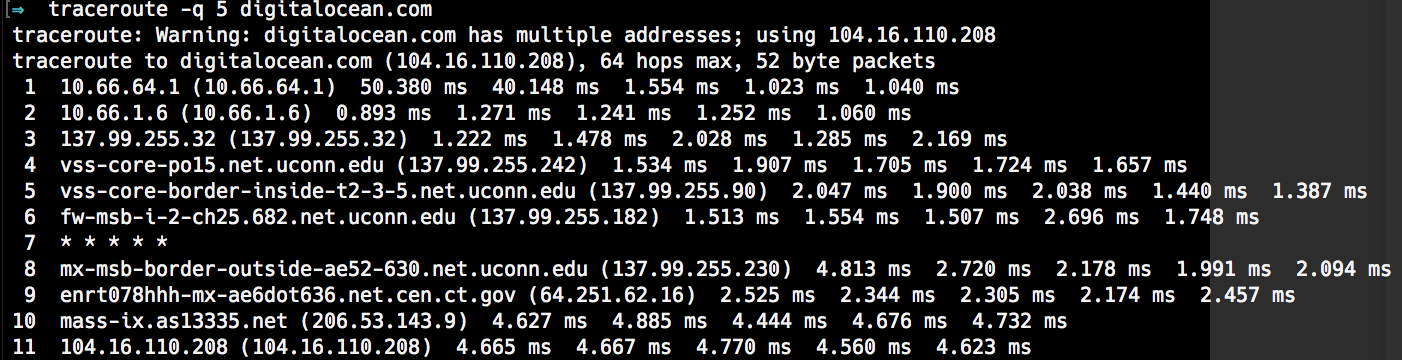 ⇒  traceroute -q 5 digitalocean.com
traceroute: Warning: digitalocean.com has multiple addresses; using 104.16.110.208
traceroute to digitalocean.com (104.16.110.208), 64 hops max, 52 byte packets
 1  10.66.64.1 (10.66.64.1)  50.380 ms  40.148 ms  1.554 ms  1.023 ms  1.040 ms
 2  10.66.1.6 (10.66.1.6)  0.893 ms  1.271 ms  1.241 ms  1.252 ms  1.060 ms
 3  137.99.255.32 (137.99.255.32)  1.222 ms  1.478 ms  2.028 ms  1.285 ms  2.169 ms
 4  vss-core-po15.net.uconn.edu (137.99.255.242)  1.534 ms  1.907 ms  1.705 ms  1.724 ms  1.657 ms
 5  vss-core-border-inside-t2-3-5.net.uconn.edu (137.99.255.90)  2.047 ms  1.900 ms  2.038 ms  1.440 ms  1.387 ms
 6  fw-msb-i-2-ch25.682.net.uconn.edu (137.99.255.182)  1.513 ms  1.554 ms  1.507 ms  2.696 ms  1.748 ms
 7  * * * * *
 8  mx-msb-border-outside-ae52-630.net.uconn.edu (137.99.255.230)  4.813 ms  2.720 ms  2.178 ms  1.991 ms  2.094 ms
 9  enrt078hhh-mx-ae6dot636.net.cen.ct.gov (64.251.62.16)  2.525 ms  2.344 ms  2.305 ms  2.174 ms  2.457 ms
10  mass-ix.as13335.net (206.53.143.9)  4.627 ms  4.885 ms  4.444 ms  4.676 ms  4.732 ms
11  104.16.110.208 (104.16.110.208)  4.665 ms  4.667 ms  4.770 ms  4.560 ms  4.623 ms